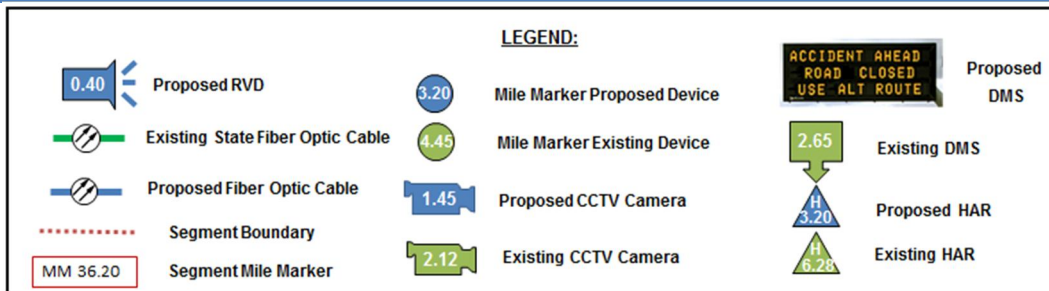 LEGEND:
0.40 Proposed RVD
Existing State Fiber Optic Cable
Proposed Fiber Optic Cable
Segment Boundary
MM 36.20 Segment Mile Marker
3.20 Mile Marker Proposed Device
4.45 Mile Marker Existing Device
1.45 Proposed CCTV Camera
2.12 Existing CCTV Camera
ACCIDENT AHEAD
ROAD CLOSED
USE ALT ROUTE
Proposed
DMS
2.65 Existing DMS
H
3.20 Proposed HAR
H
6.28 Existing HAR